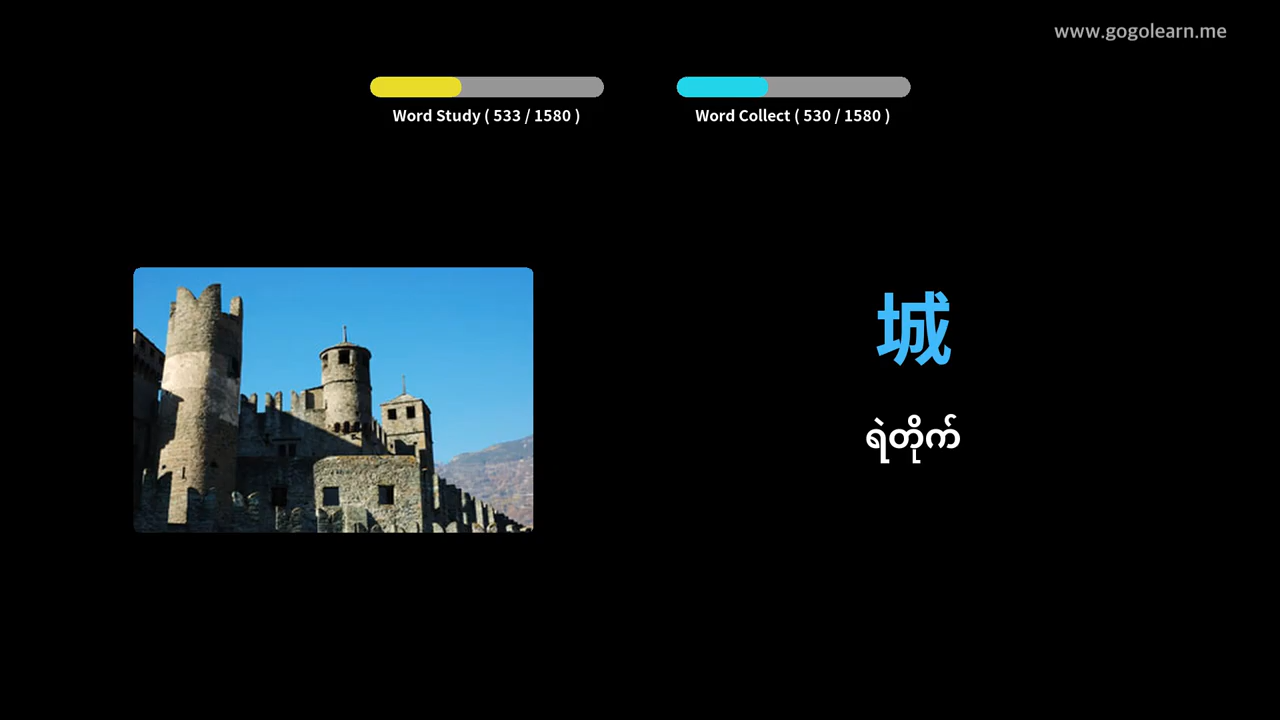 www.gogolearn.me
Word Study ( 533 / 1580 )
Word Collect ( 530 / 1580 )
城
ရဲတိုက်